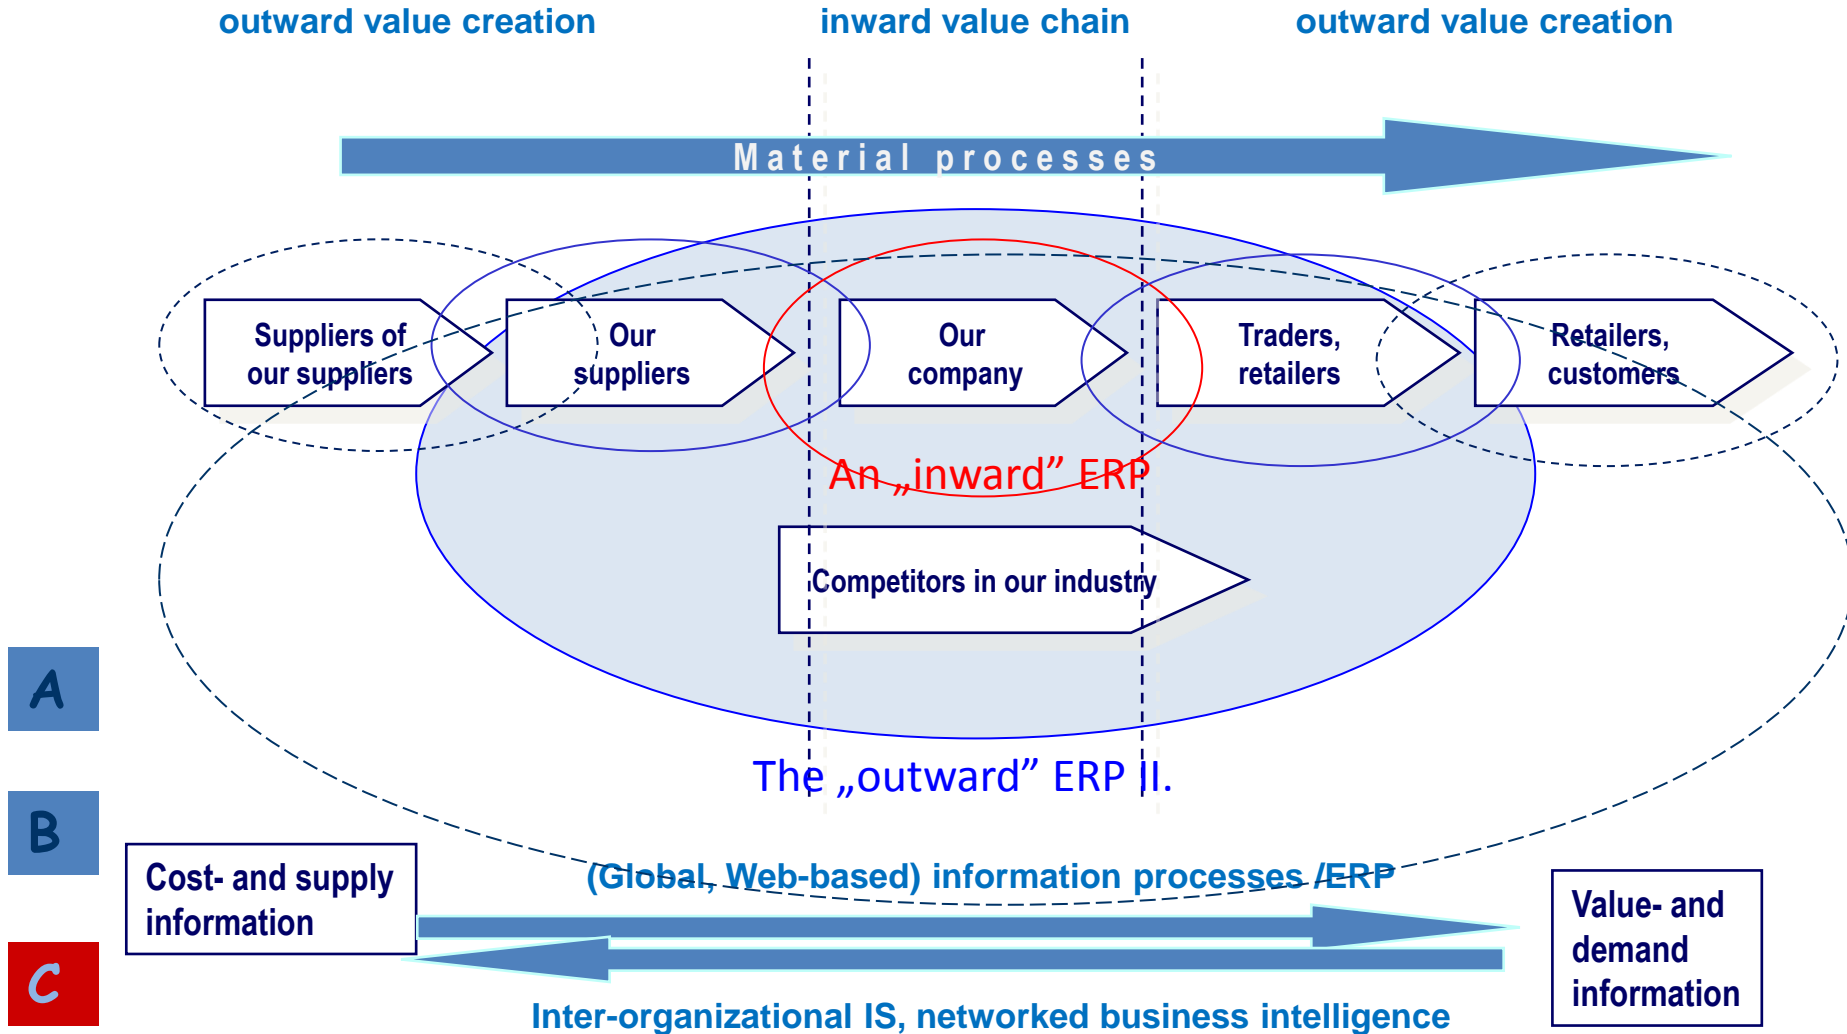 outward value creation
inward value chain
outward value creation
Material processes
Suppliers of
our suppliers
Our
suppliers
Our
company
Traders,
retailers
Retailers,
customers
An „inward” ERP
Competitors in our industry
A
The „outward” ERP II.
B
Cost- and supply
information
(Global, Web-based) information processes /ERP
Value- and
demand
information
C
Inter-organizational IS, networked business intelligence